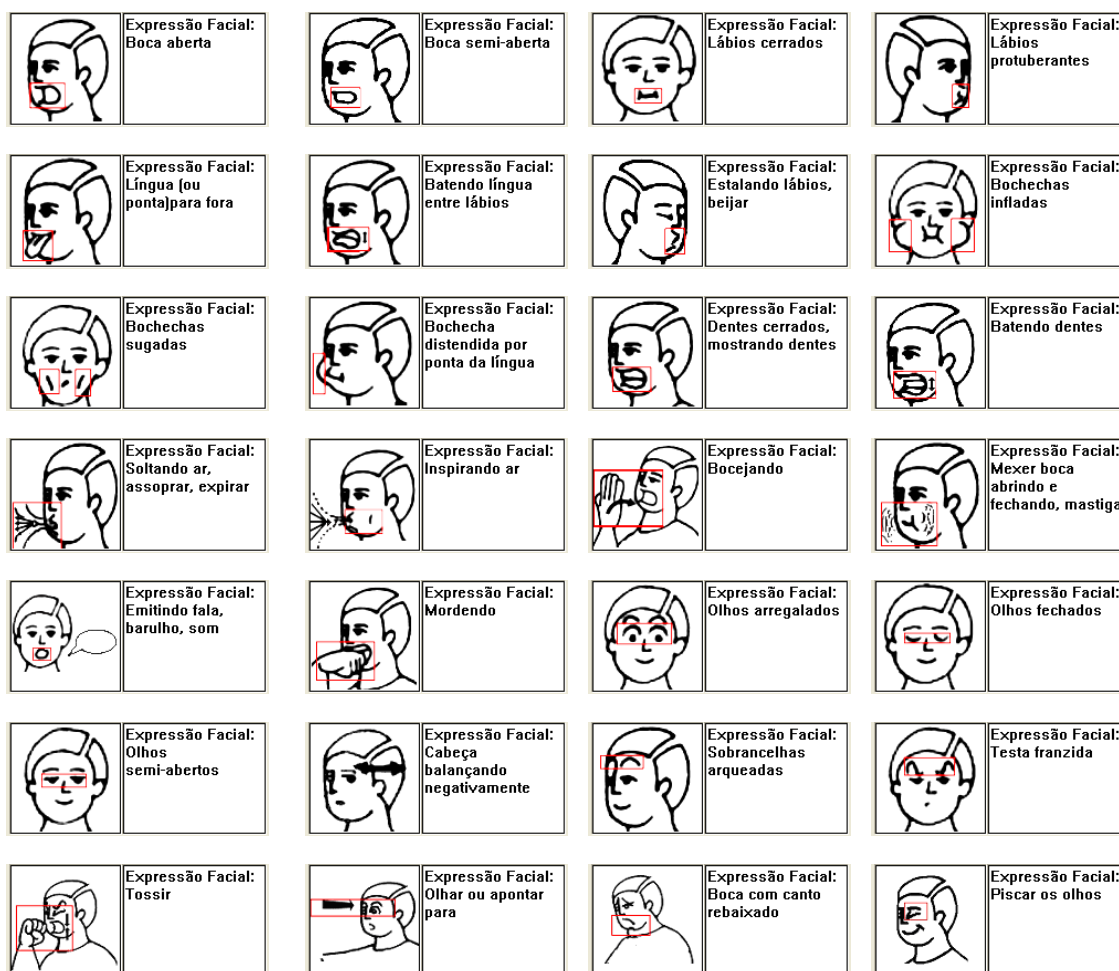 Expressão Facial:
Boca aberta
Expressão Facial:
Boca semi-aberta
Expressão Facial:
Lábios cerrados
Expressão Facial:
Lábios
protuberantes
Expressão Facial:
Língua (ou
ponta)para fora
Expressão Facial:
Batendo língua
entre lábios
Expressão Facial:
Estalando lábios,
beijar
Expressão Facial:
Bochechas
infladas
Expressão Facial:
Bochechas
sugadas
Expressão Facial:
Bochecha
distendida por
ponta da língua
Expressão Facial:
Dentes cerrados,
mostrando dentes
Expressão Facial:
Batendo dentes
Expressão Facial:
Soltando ar,
assoprar, expirar
Expressão Facial:
Inspirando ar
Expressão Facial:
Bocejando
Expressão Facial:
Mexer boca
abrindo e
fechando, mastiga
Expressão Facial:
Emitindo fala,
barulho, som
Expressão Facial:
Mordendo
Expressão Facial:
Olhos arregalados
Expressão Facial:
Olhos fechados
Expressão Facial:
Olhos
semi-abertos
Expressão Facial:
Cabeça
balançando
negativamente
Expressão Facial:
Sobrancelhas
arqueadas
Expressão Facial:
Testa franzida
Expressão Facial:
Tossir
Expressão Facial:
Olhar ou apontar
para
Expressão Facial:
Boca com canto
rebaixado
Expressão Facial:
Piscar os olhos